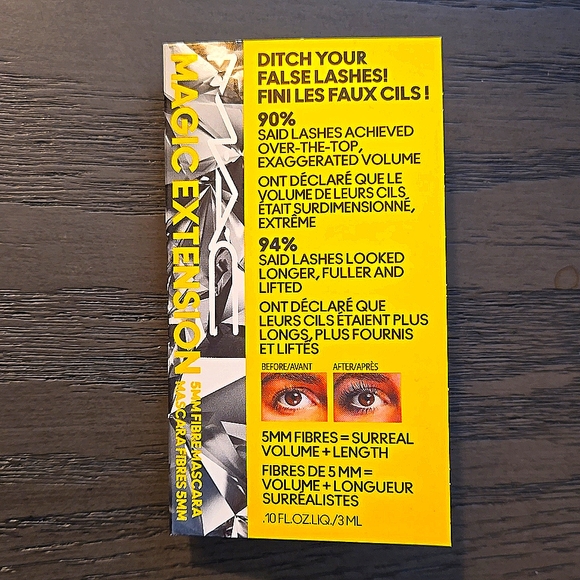 MAGIC EXTENSION
5MM FIBRE MASCARA
MASCARA FIBRES 5MM
DITCH YOUR
FALSE LASHES!
FINI LES FAUX CILS !
90%
SAID LASHES ACHIEVED
OVER-THE-TOP,
EXAGGERATED VOLUME
ONT DÉCLARÉ QUE LE
VOLUME DE LEURS CILS
ÉTAIT SURDIMENSIONNÉ,
EXTRÊME
94%
SAID LASHES LOOKED
LONGER, FULLER AND
LIFTED
ONT DÉCLARÉ QUE
LEURS CILS ÉTAIENT PLUS
LONGS, PLUS FOURNIS
ET LIFTÉS
BEFORE/AVANT AFTER/APRÈS
5MM FIBRES = SURREAL
VOLUME + LENGTH
FIBRES DE 5 MM =
VOLUME + LONGUEUR
SURRÉALISTES
.10 FL.OZ.LIQ./3 ML